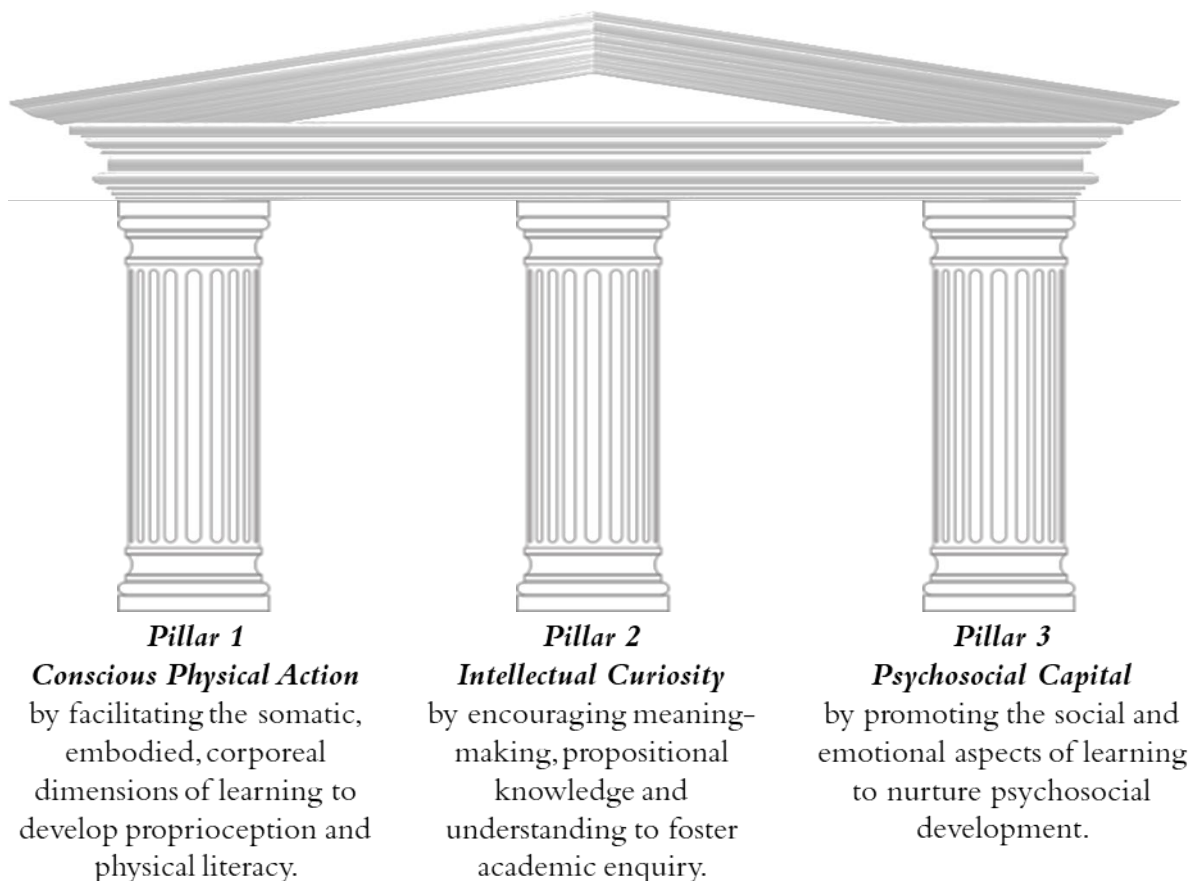 Pillar 1
Conscious Physical Action
by facilitating the somatic,
embodied, corporeal
dimensions of learning to
develop proprioception and
physical literacy.
Pillar 2
Intellectual Curiosity
by encouraging meaning-
making, propositional
knowledge and
understanding to foster
academic enquiry.
Pillar 3
Psychosocial Capital
by promoting the social and
emotional aspects of learning
to nurture psychosocial
development.